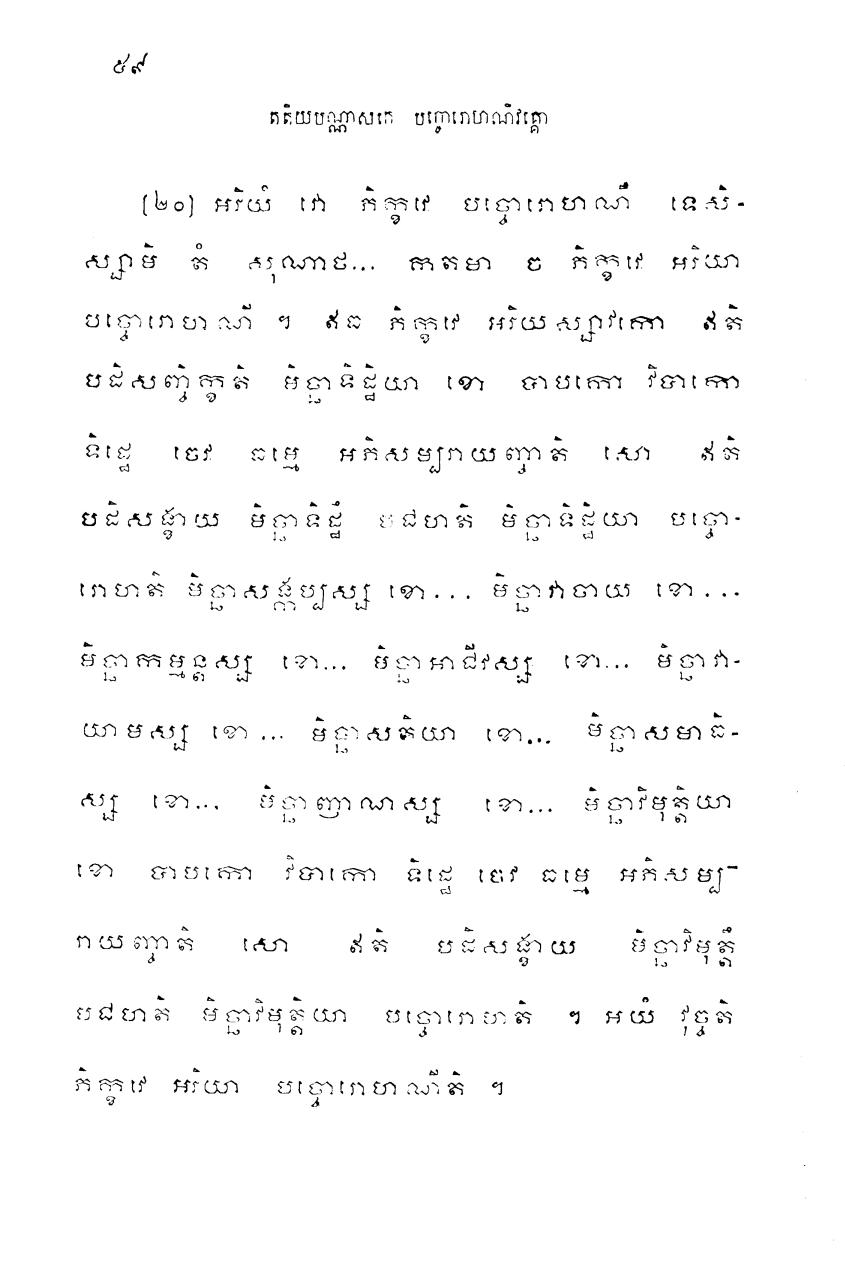 ៥៩
តតិយបណ្ណាសកេ បច្ចោរោហណីវគ្គោ
[២០] អរិយំ វោ ភិក្ខវេ បច្ចោរោហណឹ ទេសិ-
ស្សាមិ តំ សុណាថ... កាតមា ច ភិក្ខវេ អរិយា
បច្ចោរោហណី ។ ឥធ ភិក្ខវេ អរិយស្សាវកោ ឥតិ
បដិសញ្ចិក្ខតិ មិច្ឆាទិដ្ឋិយា ខោ បាបកោ វិបាកោ
ទិដ្ឋេ ចេវ ធម្មេ អភិសម្បរាយញ្ចាតិ សោ ឥតិ
បដិសង្ខាយ មិច្ឆាទិដ្ឋឹ បជហតិ មិច្ឆាទិដ្ឋិយា បច្ចោ-
រោហតិ មិច្ឆាសង្កប្បស្ស ខោ... មិច្ឆាវាចាយ ខោ...
មិច្ឆាកម្មន្តស្ស ខោ... មិច្ឆាអាជីវស្ស ខោ... មិច្ឆាវា-
យាមស្ស ខោ... មិច្ឆាសតិយា ខោ... មិច្ឆាសមាធិ-
ស្ស ខោ... មិច្ឆាញាណស្ស ខោ... មិច្ឆាវិមុត្តិយា
ខោ បាបកោ វិបាកោ ទិដ្ឋេ ចេវ ធម្មេ អភិសម្ប-
រាយញ្ចាតិ សោ ឥតិ បដិសង្ខាយ មិច្ឆាវិមុត្តឹ
បជហតិ មិច្ឆាវិមុត្តិយា បច្ចោរោហតិ ។ អយំ វុច្ចតិ
ភិក្ខវេ អរិយា បច្ចោរោហណីតិ ។